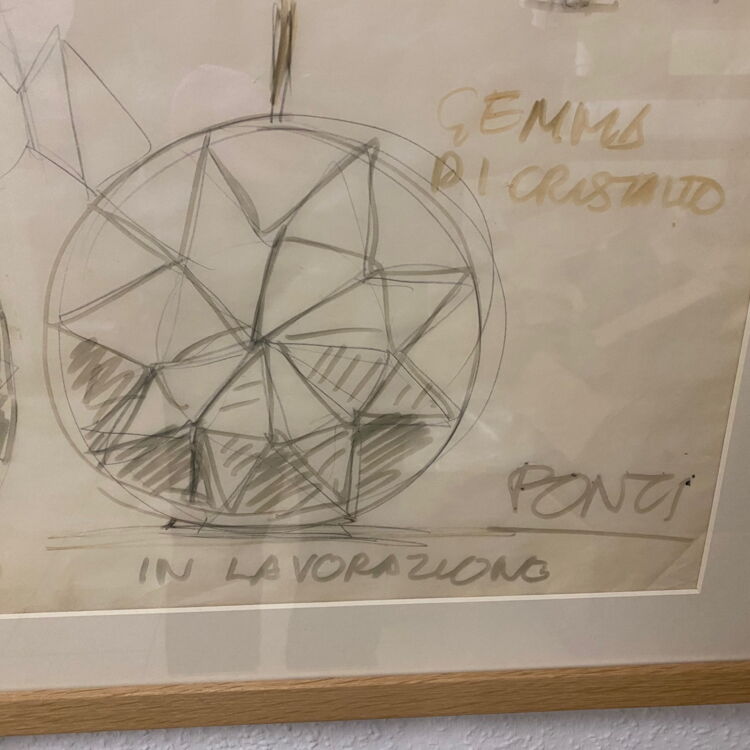 GEMMA
DI CRISTALLO
PONTI
IN LAVORAZIONE